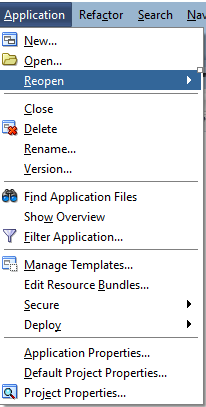 Application Refactor Search Nav
New...
Open...
Reopen
Close
Delete
Rename...
Version...
Find Application Files
Show Overview
Filter Application...
Manage Templates...
Edit Resource Bundles...
Secure
Deploy
Application Properties...
Default Project Properties...
Project Properties...